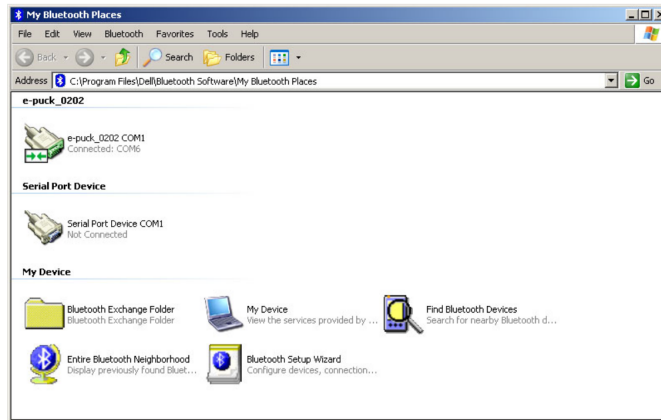 My Bluetooth Places
File Edit View Bluetooth Favorites Tools Help
Back Search Folders
Address C:\Program Files\Dell\Bluetooth Software\My Bluetooth Places Go
e-puck_0202
e-puck_0202 COM1
Connected: COM6
Serial Port Device
Serial Port Device COM1
Not Connected
My Device
Bluetooth Exchange Folder
Bluetooth Exchange Folder
My Device
View the services provided by ...
Find Bluetooth Devices
Search for nearby Bluetooth d...
Entire Bluetooth Neighborhood
Display previously found Bluet...
Bluetooth Setup Wizard
Configure devices, connection...